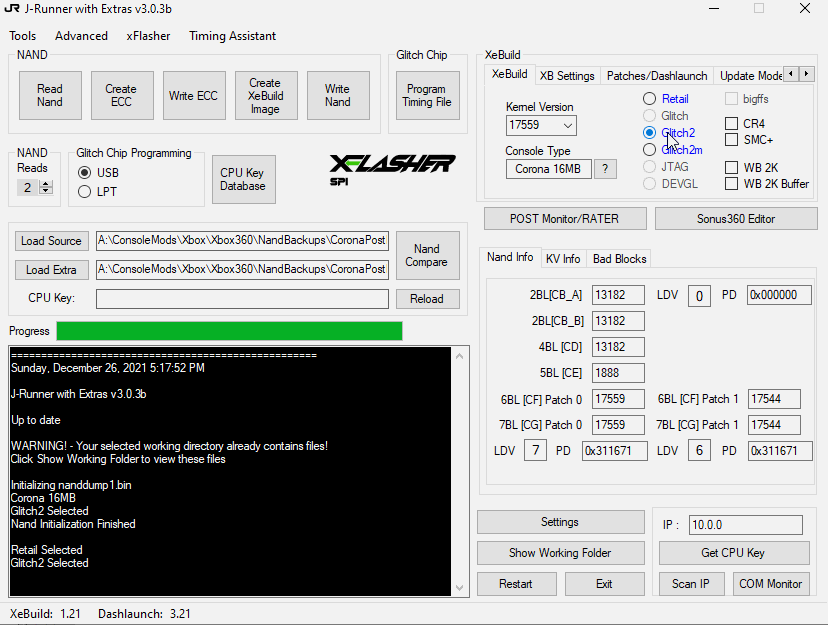 J-Runner with Extras v3.0.3b
Tools Advanced xFlasher Timing Assistant
NAND
Read Nand
Create ECC
Write ECC
Create XeBuild Image
Write Nand
Glitch Chip
Program Timing File
NAND Reads
2
Glitch Chip Programming
USB
LPT
CPU Key Database
X-FLASHER
SPI
Load Source A:\ConsoleMods\Xbox\Xbox360\NandBackups\CoronaPost
Load Extra A:\ConsoleMods\Xbox\Xbox360\NandBackups\CoronaPost
Nand Compare
CPU Key:
Reload
Progress
==================================================
Sunday, December 26, 2021 5:17:52 PM
J-Runner with Extras v3.0.3b
Up to date
WARNING! - Your selected working directory already contains files!
Click Show Working Folder to view these files
Initializing nanddump1.bin
Corona 16MB
Glitch2 Selected
Nand Initialization Finished
Retail Selected
Glitch2 Selected
XeBuild
XeBuild XB Settings Patches/Dashlaunch Update Mode
Kernel Version
17559
Console Type
Corona 16MB ?
Retail
Glitch
Glitch2
Glitch2m
JTAG
DEVGL
bigffs
CR4
SMC+
WB 2K
WB 2K Buffer
POST Monitor/RATER Sonus360 Editor
Nand Info KV Info Bad Blocks
2BL[CB_A] 13182 LDV 0 PD 0x000000
2BL[CB_B] 13182
4BL [CD] 13182
5BL [CE] 1888
6BL [CF] Patch 0 17559 6BL [CF] Patch 1 17544
7BL [CG] Patch 0 17559 7BL [CG] Patch 1 17544
LDV 7 PD 0x311671 LDV 6 PD 0x311671
Settings
Show Working Folder
Restart Exit
IP : 10.0.0
Get CPU Key
Scan IP COM Monitor
XeBuild: 1.21 Dashlaunch: 3.21